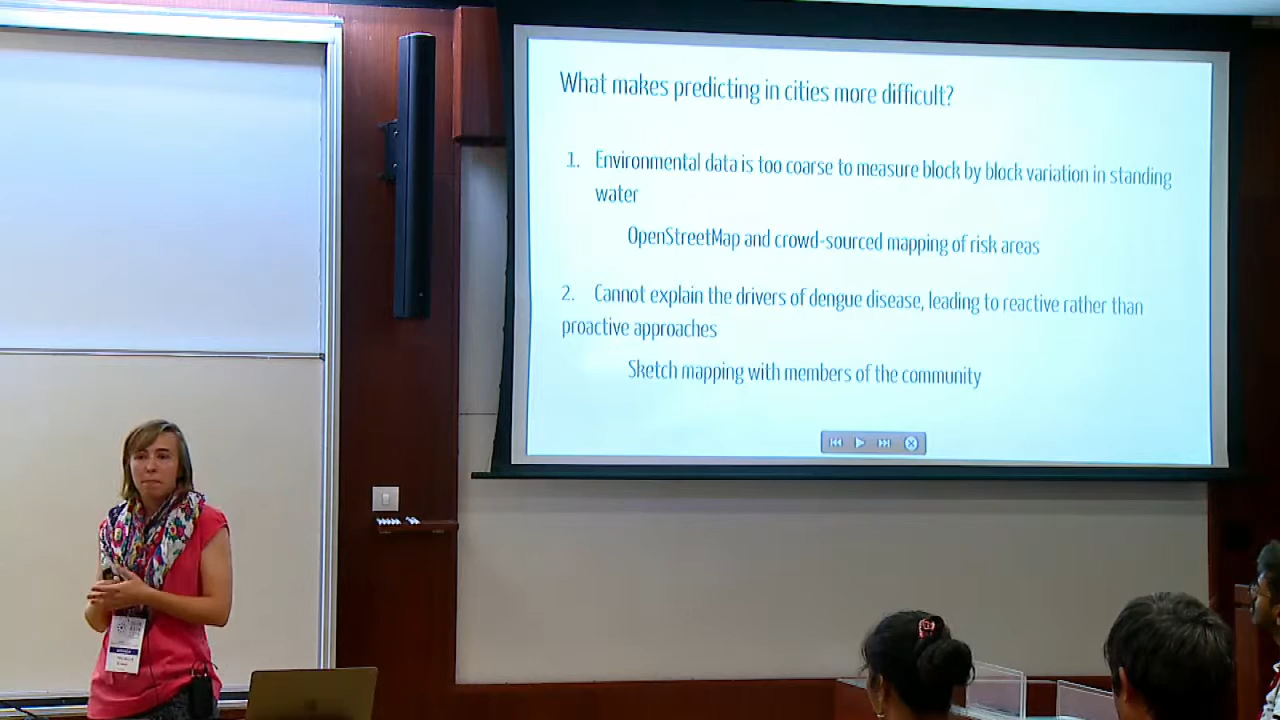 What makes predicting in cities more difficult?
1. Environmental data is too coarse to measure block by block variation in standing
water
OpenStreetMap and crowd-sourced mapping of risk areas
2. Cannot explain the drivers of dengue disease, leading to reactive rather than
proactive approaches
Sketch mapping with members of the community